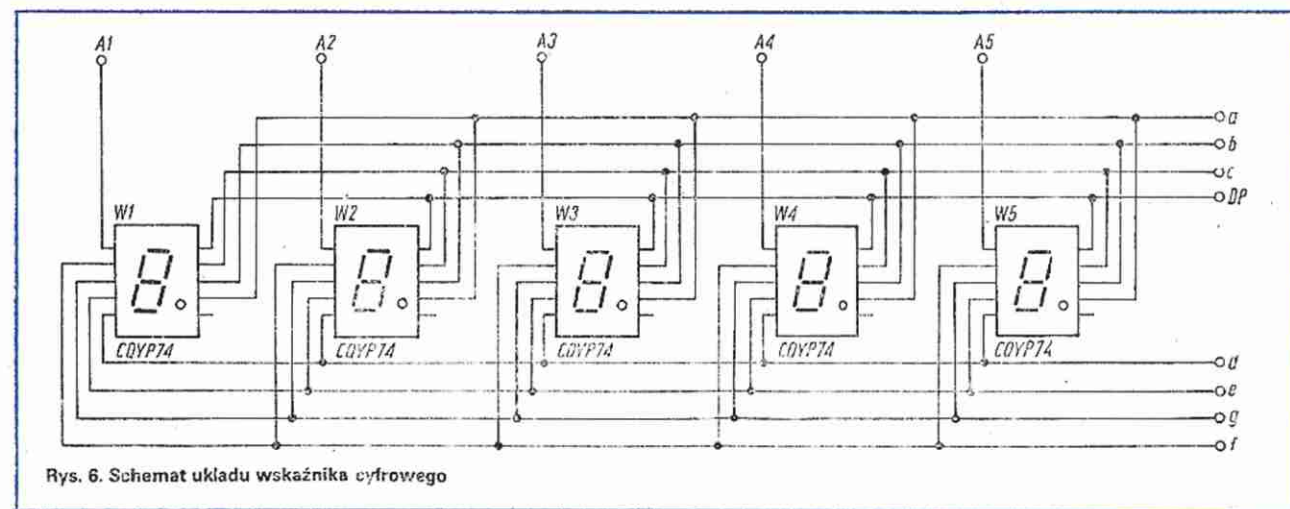 A1 A2 A3 A4 A5
a
b
c
DP
W1 W2 W3 W4 W5
CQYP74 CQYP74 CQYP74 CQYP74 CQYP74
d
e
g
f
Rys. 6. Schemat układu wskaźnika cyfrowego